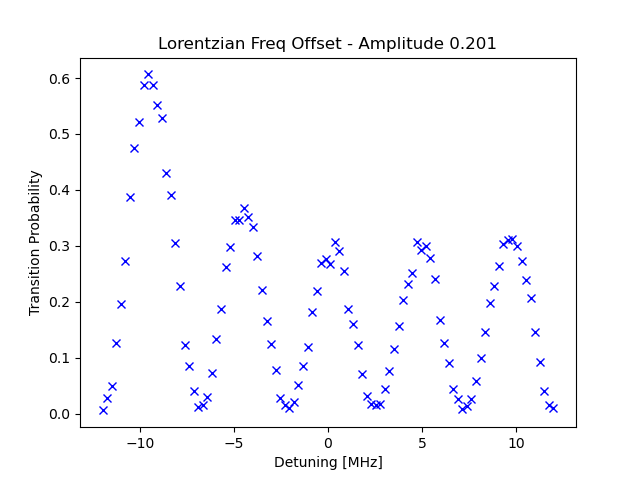 Lorentzian Freq Offset - Amplitude 0.201
Transition Probability
0.6
0.5
0.4
0.3
0.2
0.1
0.0
−10 −5 0 5 10
Detuning [MHz]